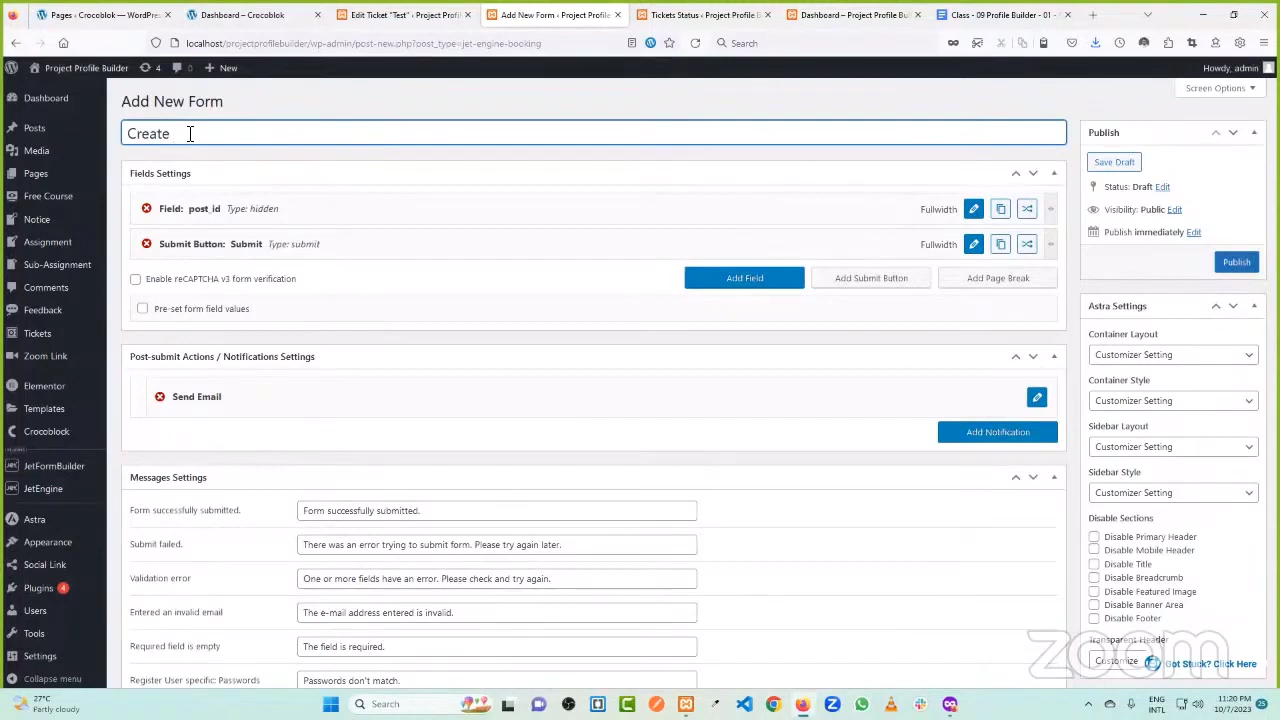 Pages ‹ Crocoblok — WordPres
Dashboard – Crocoblock
Edit Ticket "Test" ‹ Project Profil
Add New Form ‹ Project Profile
Tickets Status ‹ Project Profile B
Dashboard ‹ Project Profile Bui
Class - 09 Profile Builder - 01 -
localhost/projectprofilebuilder/wp-admin/post-new.php?post_type=jet-engine-booking
Search
Project Profile Builder
4
0
New
Howdy, admin
Screen Options
Dashboard
Posts
Media
Pages
Free Course
Notice
Assignment
Sub-Assignment
Comments
Feedback
Tickets
Zoom Link
Elementor
Templates
Crocoblock
JetFormBuilder
JetEngine
Astra
Appearance
Social Link
Plugins 4
Users
Tools
Settings
Collapse menu
Add New Form
Create
Fields Settings
Field: post_id Type: hidden
Fullwidth
Submit Button: Submit Type: submit
Fullwidth
Enable reCAPTCHA v3 form verification
Add Field
Add Submit Button
Add Page Break
Pre-set form field values
Post-submit Actions / Notifications Settings
Send Email
Add Notification
Messages Settings
Form successfully submitted.
Form successfully submitted.
Submit failed.
There was an error trying to submit form. Please try again later.
Validation error
One or more fields have an error. Please check and try again.
Entered an invalid email
The e-mail address entered is invalid.
Required field is empty
The field is required.
Register User specific: Passwords
Passwords don't match.
Publish
Save Draft
Status: Draft Edit
Visibility: Public Edit
Publish immediately Edit
Publish
Astra Settings
Container Layout
Customizer Setting
Container Style
Customizer Setting
Sidebar Layout
Customizer Setting
Sidebar Style
Customizer Setting
Disable Sections
Disable Primary Header
Disable Mobile Header
Disable Title
Disable Breadcrumb
Disable Featured Image
Disable Banner Area
Disable Footer
Transparent Header
Customize
Got Stuck? Click Here
zoom
27°C
Partly cloudy
Search
ENG
INTL
11:20 PM
10/7/2023
25